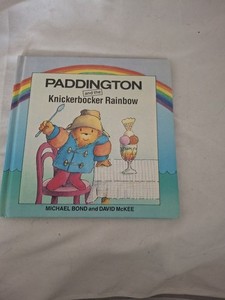 PADDINGTON
and the
Knickerbocker Rainbow
MICHAEL BOND and DAVID McKEE